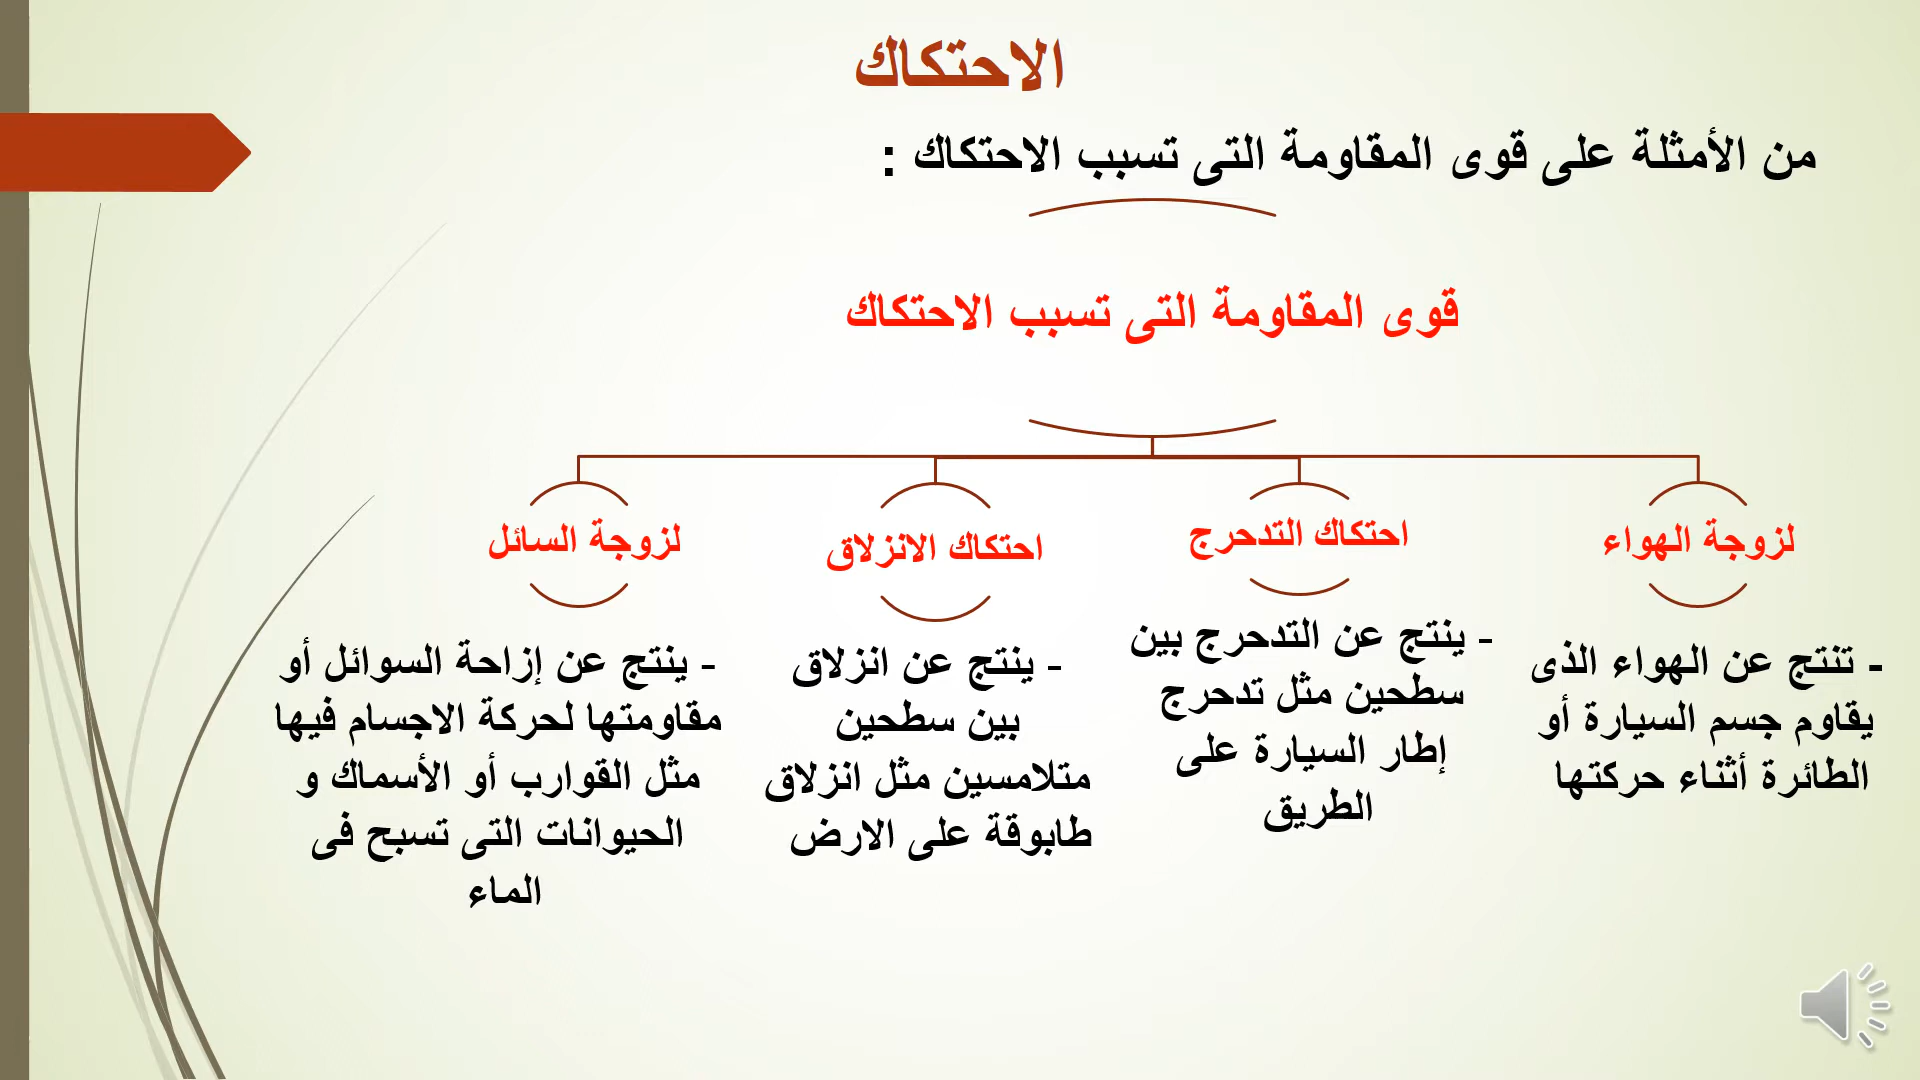 الاحتكاك
من الأمثلة على قوى المقاومة التى تسبب الاحتكاك :
قوى المقاومة التى تسبب الاحتكاك
لزوجة الهواء
- تنتج عن الهواء الذى
يقاوم جسم السيارة أو
الطائرة أثناء حركتها
احتكاك التدحرج
- ينتج عن التدحرج بين
سطحين مثل تدحرج
إطار السيارة على
الطريق
احتكاك الانزلاق
- ينتج عن انزلاق
بين سطحين
متلامسين مثل انزلاق
طابوقة على الارض
لزوجة السائل
- ينتج عن إزاحة السوائل أو
مقاومتها لحركة الاجسام فيها
مثل القوارب أو الأسماك و
الحيوانات التى تسبح فى
الماء